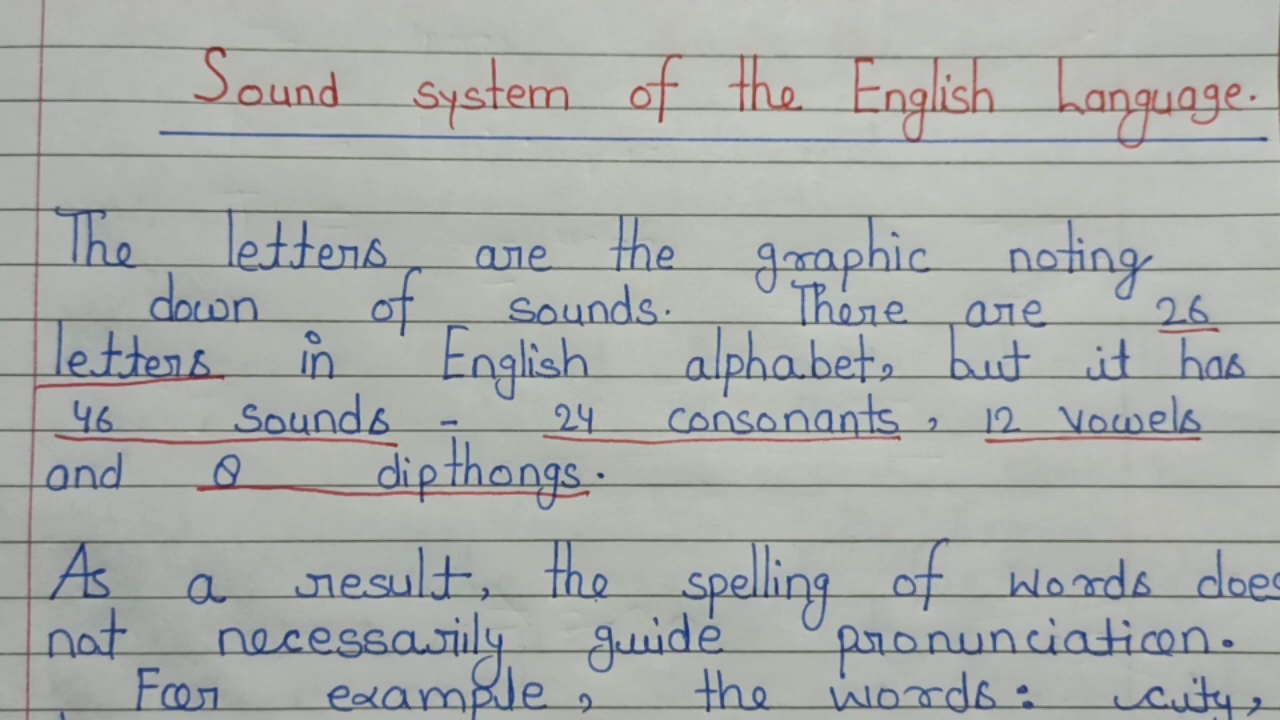 Sound system of the English Language.
The letters are the graphic noting
down of sounds. There are 26
letters in English alphabet, but it has
46 sounds - 24 consonants, 12 vowels
and 8 dipthongs.
As a result, the spelling of words does
not necessarily guide pronunciation.
For example, the words: city,